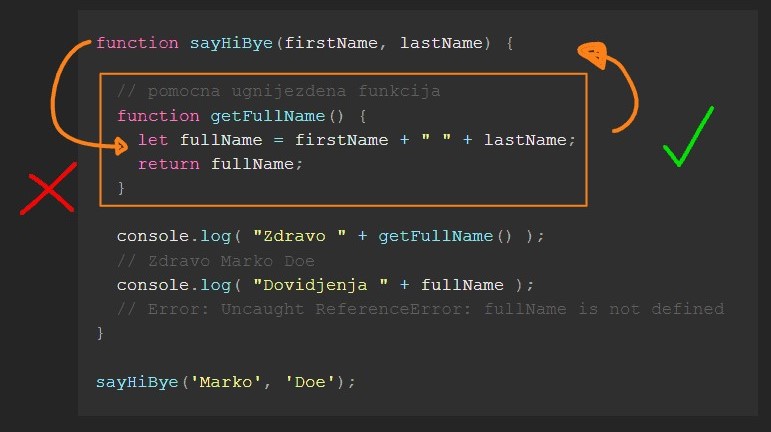 function sayHiBye(firstName, lastName) {
// pomocna ugnijezdena funkcija
function getFullName() {
let fullName = firstName + " " + lastName;
return fullName;
}
console.log( "Zdravo " + getFullName() );
// Zdravo Marko Doe
console.log( "Dovidjenja " + fullName );
// Error: Uncaught ReferenceError: fullName is not defined
}
sayHiBye('Marko', 'Doe');